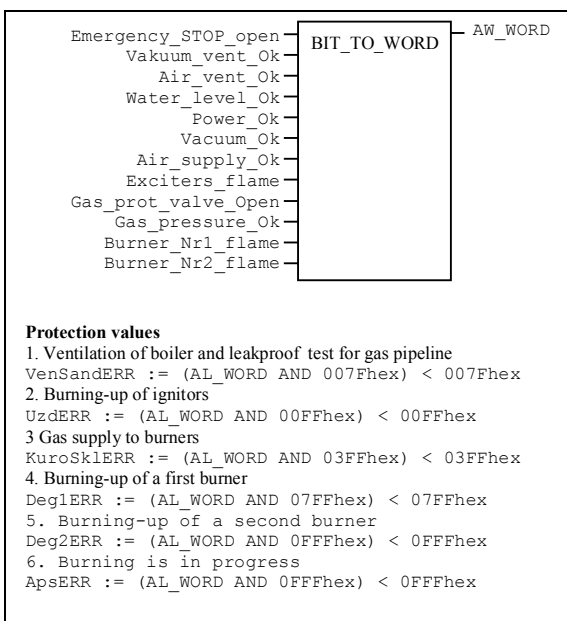 Emergency_STOP_open
BIT_TO_WORD
AW_WORD
Vakuum_vent_Ok
Air_vent_Ok
Water_level_Ok
Power_Ok
Vacuum_Ok
Air_supply_Ok
Exciters_flame
Gas_prot_valve_Open
Gas_pressure_Ok
Burner_Nr1_flame
Burner_Nr2_flame
Protection values
1. Ventilation of boiler and leakproof test for gas pipeline
VenSandERR := (AL_WORD AND 007Fhex) < 007Fhex
2. Burning-up of ignitors
UzdERR := (AL_WORD AND 00FFhex) < 00FFhex
3 Gas supply to burners
KuroSklERR := (AL_WORD AND 03FFhex) < 03FFhex
4. Burning-up of a first burner
Deg1ERR := (AL_WORD AND 07FFhex) < 07FFhex
5. Burning-up of a second burner
Deg2ERR := (AL_WORD AND 0FFFhex) < 0FFFhex
6. Burning is in progress
ApsERR := (AL_WORD AND 0FFFhex) < 0FFFhex